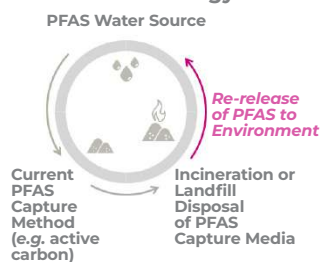 PFAS Water Source
Re-release
of PFAS to
Environment
Current
PFAS
Capture
Method
(e.g. active
carbon)
Incineration or
Landfill
Disposal
of PFAS
Capture Media